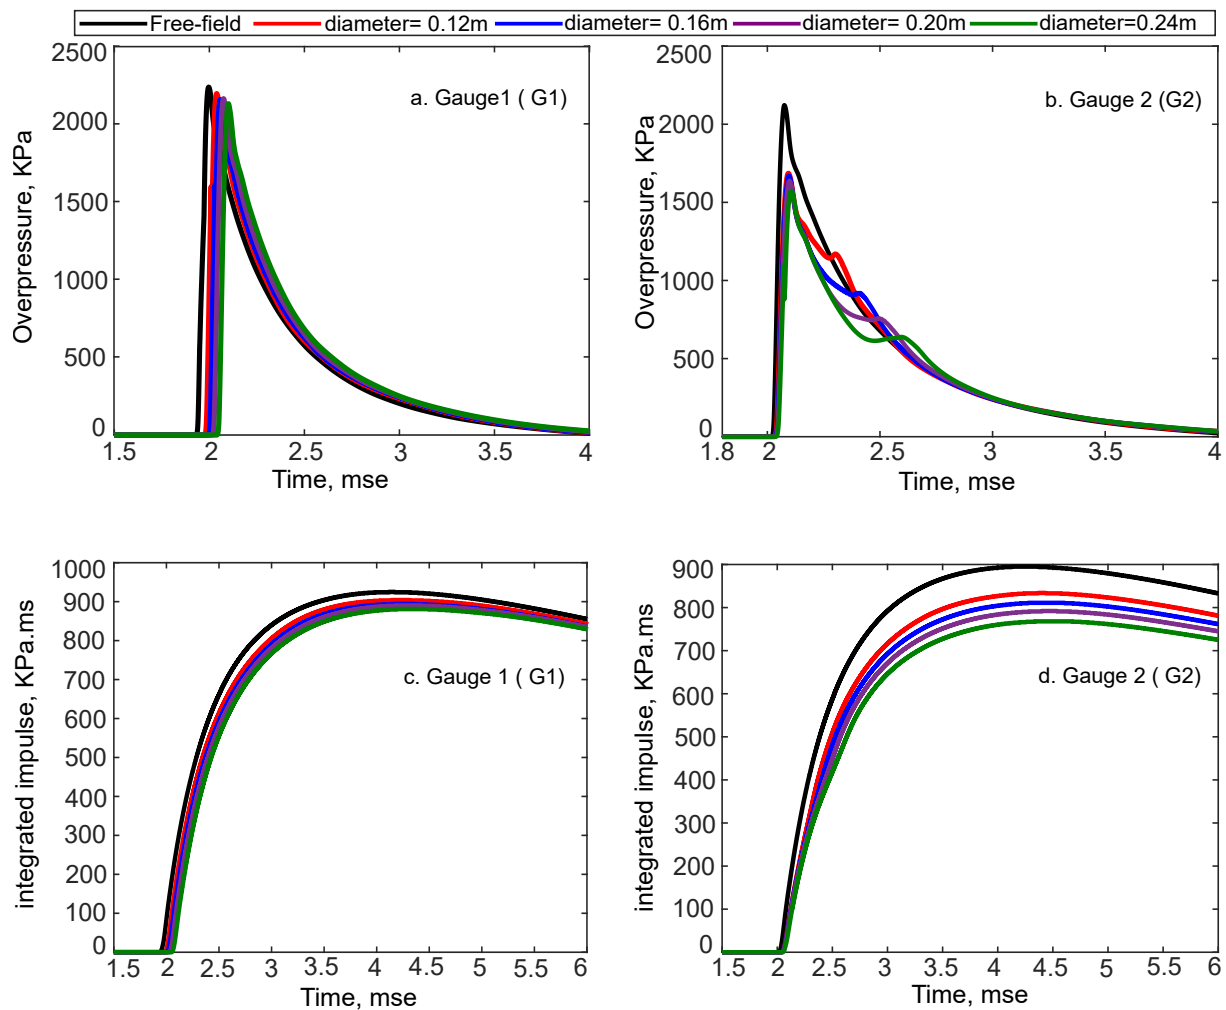 Free-field diameter= 0.12m diameter= 0.16m diameter= 0.20m diameter=0.24m
2500
2000
1500
1000
500
0
Overpressure, KPa
a. Gauge1 ( G1)
1.5 2 2.5 3 3.5 4
Time, mse
2500
2000
1500
1000
500
0
Overpressure, KPa
b. Gauge 2 (G2)
1.8 2 2.5 3 3.5 4
Time, mse
1000
900
800
700
600
500
400
300
200
100
0
integrated impulse, KPa.ms
c. Gauge 1 ( G1)
1.5 2 2.5 3 3.5 4 4.5 5 5.5 6
Time, mse
900
800
700
600
500
400
300
200
100
0
integrated impulse, KPa.ms
d. Gauge 2 ( G2)
1.5 2 2.5 3 3.5 4 4.5 5 5.5 6
Time, mse